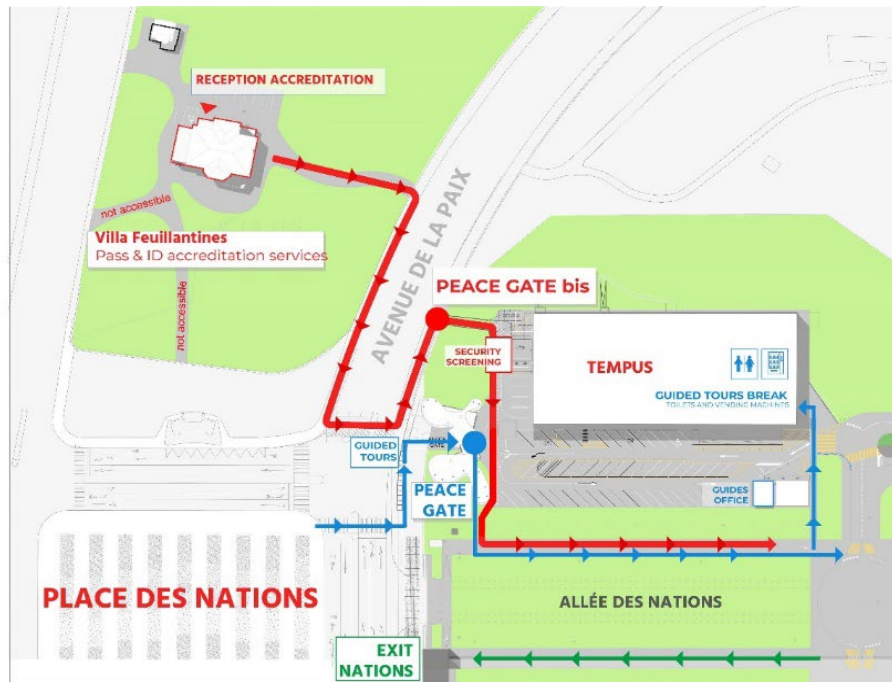 RECEPTION ACCREDITATION
not accessible
Villa Feuillantines
Pass & ID accreditation services
not accessible
AVENUE DE LA PAIX
PEACE GATE bis
SECURITY
SCREENING
TEMPUS
GUIDED TOURS BREAK
TOILETS AND VENDING MACHINES
GUIDED
TOURS
PEACE
GATE
GUIDES
OFFICE
PLACE DES NATIONS
ALLÉE DES NATIONS
EXIT
NATIONS